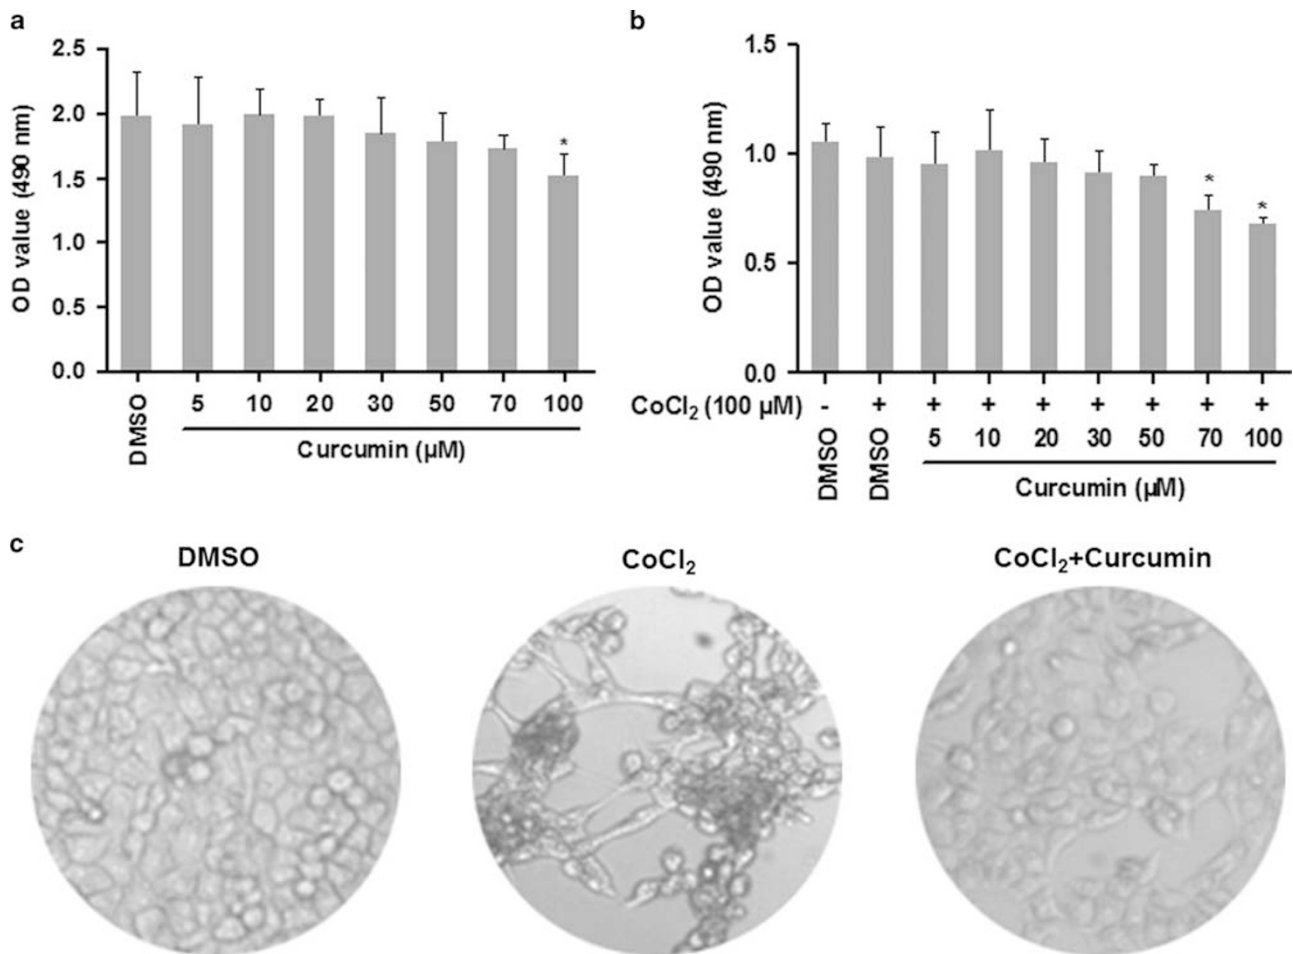 a
2.5
2.0
1.5
1.0
0.5
0.0
OD value (490 nm)
*
DMSO
5 10 20 30 50 70 100
Curcumin (µM)
b
1.5
1.0
0.5
0.0
OD value (490 nm)
*
*
CoCl₂ (100 µM) - + + + + + + + +
DMSO
DMSO
5 10 20 30 50 70 100
Curcumin (µM)
c
DMSO
CoCl₂
CoCl₂+Curcumin